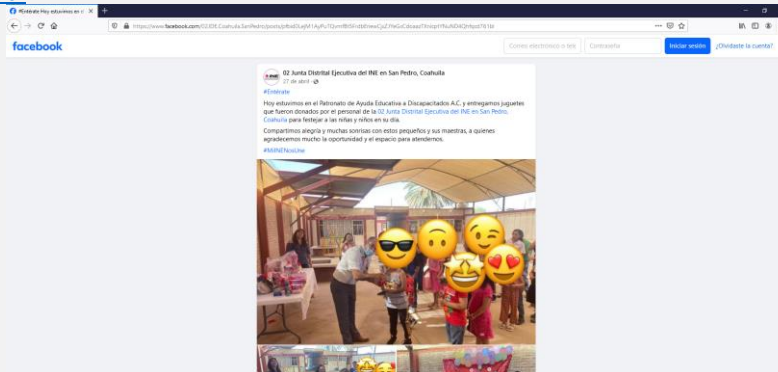 #Entérate Hoy estuvimos en
facebook
Correo electrónico o telé
Contraseña
Iniciar sesión
¿Olvidaste la cuenta?
02 Junta Distrital Ejecutiva del INE en San Pedro, Coahuila
27 de abril
#Entérate
Hoy estuvimos en el Patronato de Ayuda Educativa a Discapacitados A.C. y entregamos juguetes
que fueron donados por el personal de la 02 Junta Distrital Ejecutiva del INE en San Pedro,
Coahuila para festejar a las niñas y niños en su día.
Compartimos alegría y muchas sonrisas con estos pequeños y sus maestras, a quienes
agradecemos mucho la oportunidad y el espacio para atendernos.
#MiINENosUne